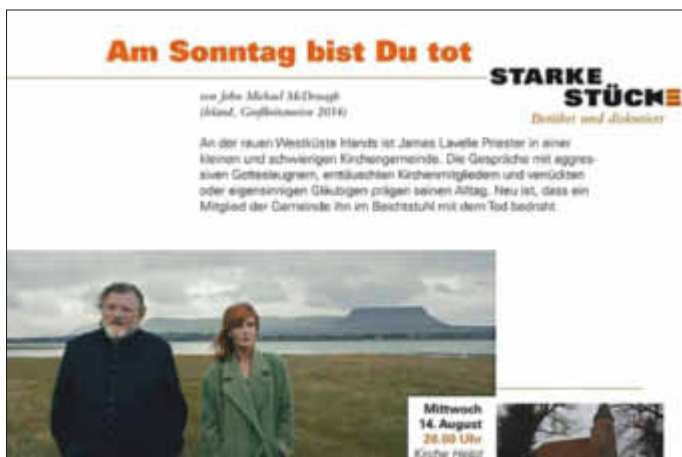 Am Sonntag bist Du tot
STARKE
STÜCKE
Berührt und diskutiert
von John Michael McDonagh
(Irland, Großbritannien 2014)
An der rauen Westküste Irlands ist James Lavelle Priester in einer
kleinen und schwierigen Kirchengemeinde. Die Gespräche mit aggres-
siven Gottesleugnern, enttäuschten Kirchenmitgliedern und verrückten
oder eigensinnigen Gläubigen prägen seinen Alltag. Neu ist, dass ein
Mitglied der Gemeinde ihn im Beichtstuhl mit dem Tod bedroht
Mittwoch
14. August
20.00 Uhr
Kirche